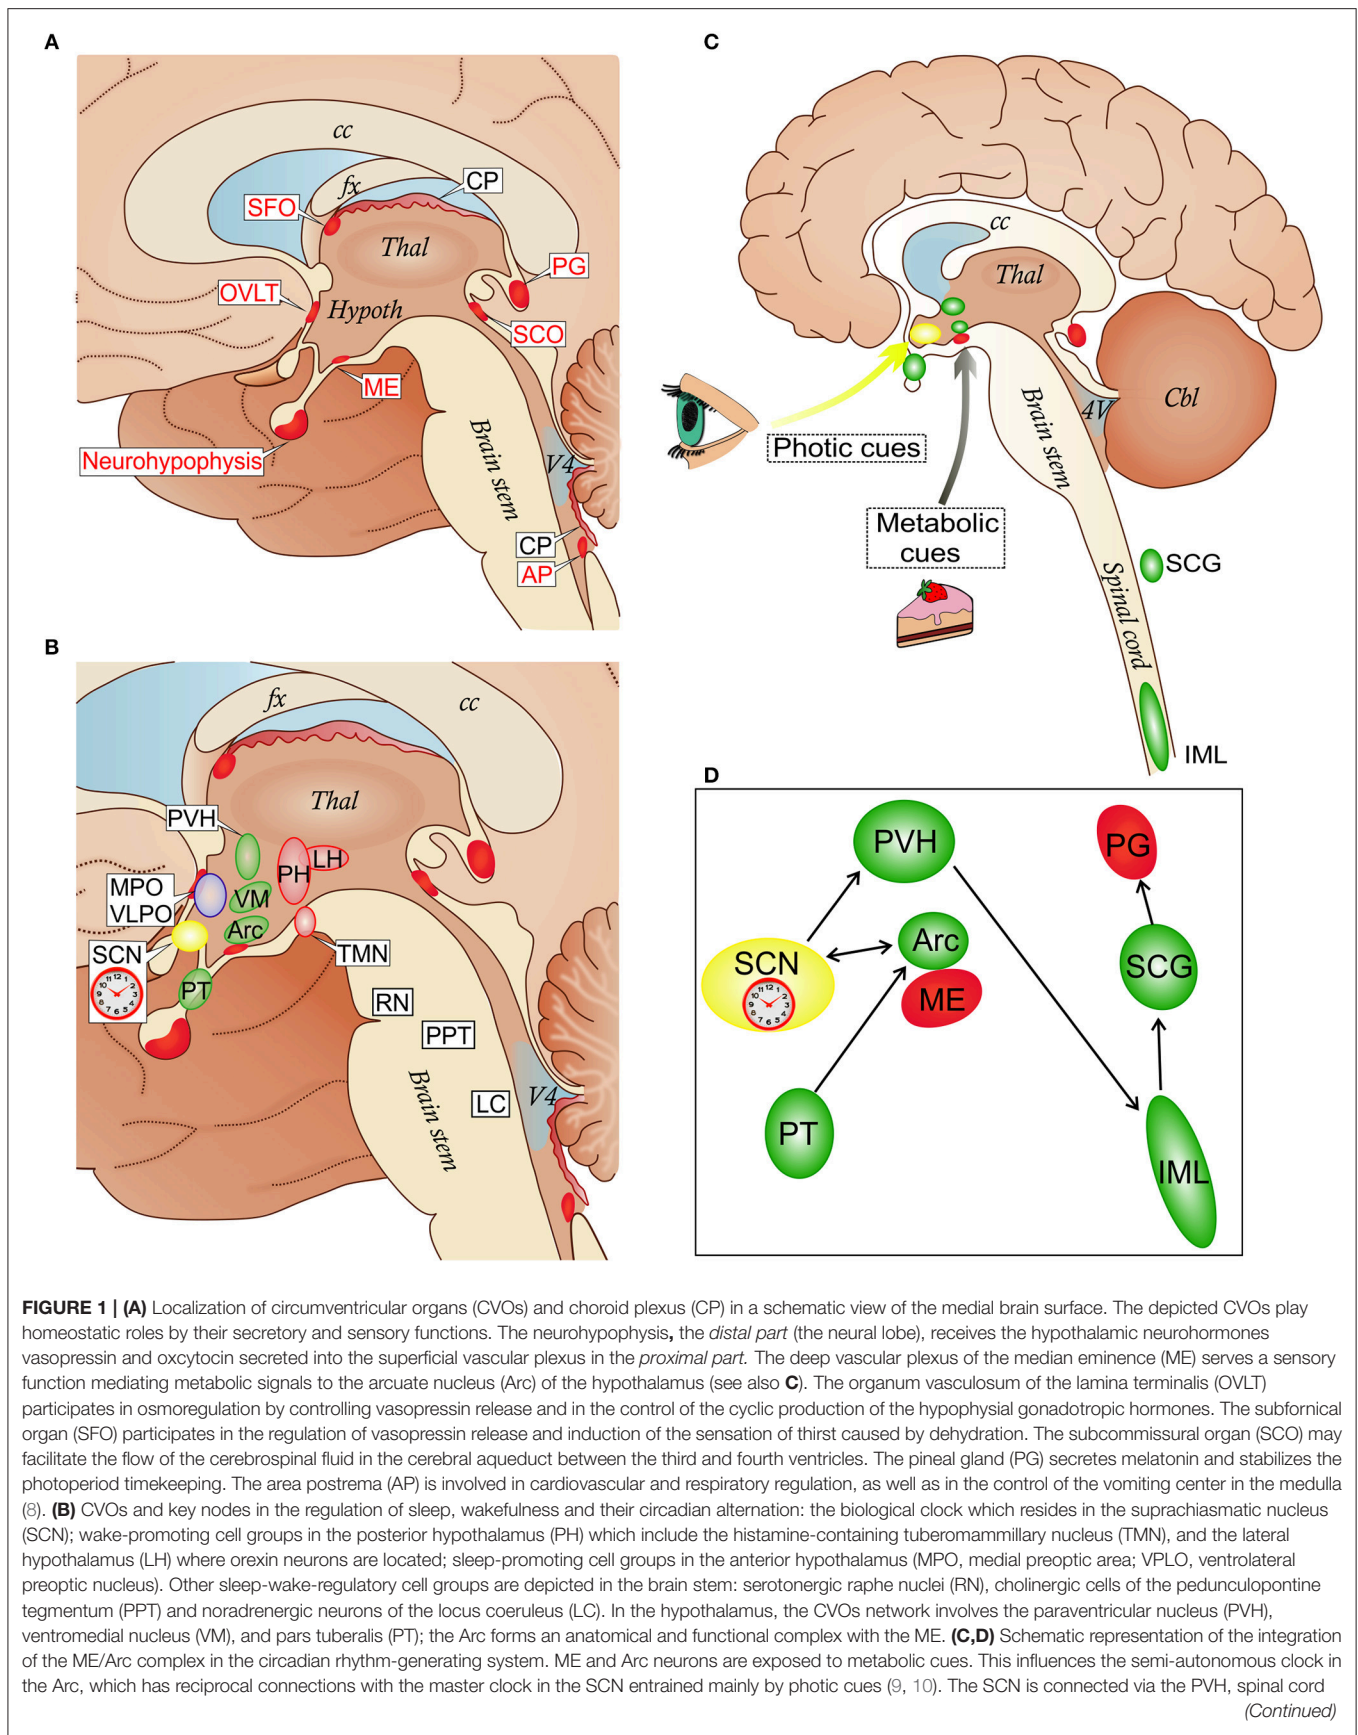 A
cc
fx
CP
SFO
Thal
PG
OVLT
Hypoth
SCO
ME
Neurohypophysis
Brain stem
V4
CP
AP
B
fx
cc
Thal
PVH
LH
PH
MPO
VLPO
VM
Arc
SCN
TMN
12
PT
RN
PPT
LC
V4
Brain stem
C
cc
Thal
Brain stem
4V
Cbl
Photic cues
Metabolic
cues
SCG
Spinal cord
IML
D
PVH
PG
Arc
SCN
ME
SCG
PT
IML
FIGURE 1 | (A) Localization of circumventricular organs (CVOs) and choroid plexus (CP) in a schematic view of the medial brain surface. The depicted CVOs play
homeostatic roles by their secretory and sensory functions. The neurohypophysis, the distal part (the neural lobe), receives the hypothalamic neurohormones
vasopressin and oxcytocin secreted into the superficial vascular plexus in the proximal part. The deep vascular plexus of the median eminence (ME) serves a sensory
function mediating metabolic signals to the arcuate nucleus (Arc) of the hypothalamus (see also C). The organum vasculosum of the lamina terminalis (OVLT)
participates in osmoregulation by controlling vasopressin release and in the control of the cyclic production of the hypophysial gonadotropic hormones. The subfornical
organ (SFO) participates in the regulation of vasopressin release and induction of the sensation of thirst caused by dehydration. The subcommissural organ (SCO) may
facilitate the flow of the cerebrospinal fluid in the cerebral aqueduct between the third and fourth ventricles. The pineal gland (PG) secretes melatonin and stabilizes the
photoperiod timekeeping. The area postrema (AP) is involved in cardiovascular and respiratory regulation, as well as in the control of the vomiting center in the medulla
(8). (B) CVOs and key nodes in the regulation of sleep, wakefulness and their circadian alternation: the biological clock which resides in the suprachiasmatic nucleus
(SCN); wake-promoting cell groups in the posterior hypothalamus (PH) which include the histamine-containing tuberomammillary nucleus (TMN), and the lateral
hypothalamus (LH) where orexin neurons are located; sleep-promoting cell groups in the anterior hypothalamus (MPO, medial preoptic area; VPLO, ventrolateral
preoptic nucleus). Other sleep-wake-regulatory cell groups are depicted in the brain stem: serotonergic raphe nuclei (RN), cholinergic cells of the pedunculopontine
tegmentum (PPT) and noradrenergic neurons of the locus coeruleus (LC). In the hypothalamus, the CVOs network involves the paraventricular nucleus (PVH),
ventromedial nucleus (VM), and pars tuberalis (PT); the Arc forms an anatomical and functional complex with the ME. (C,D) Schematic representation of the integration
of the ME/Arc complex in the circadian rhythm-generating system. ME and Arc neurons are exposed to metabolic cues. This influences the semi-autonomous clock in
the Arc, which has reciprocal connections with the master clock in the SCN entrained mainly by photic cues (9, 10). The SCN is connected via the PVH, spinal cord
(Continued)